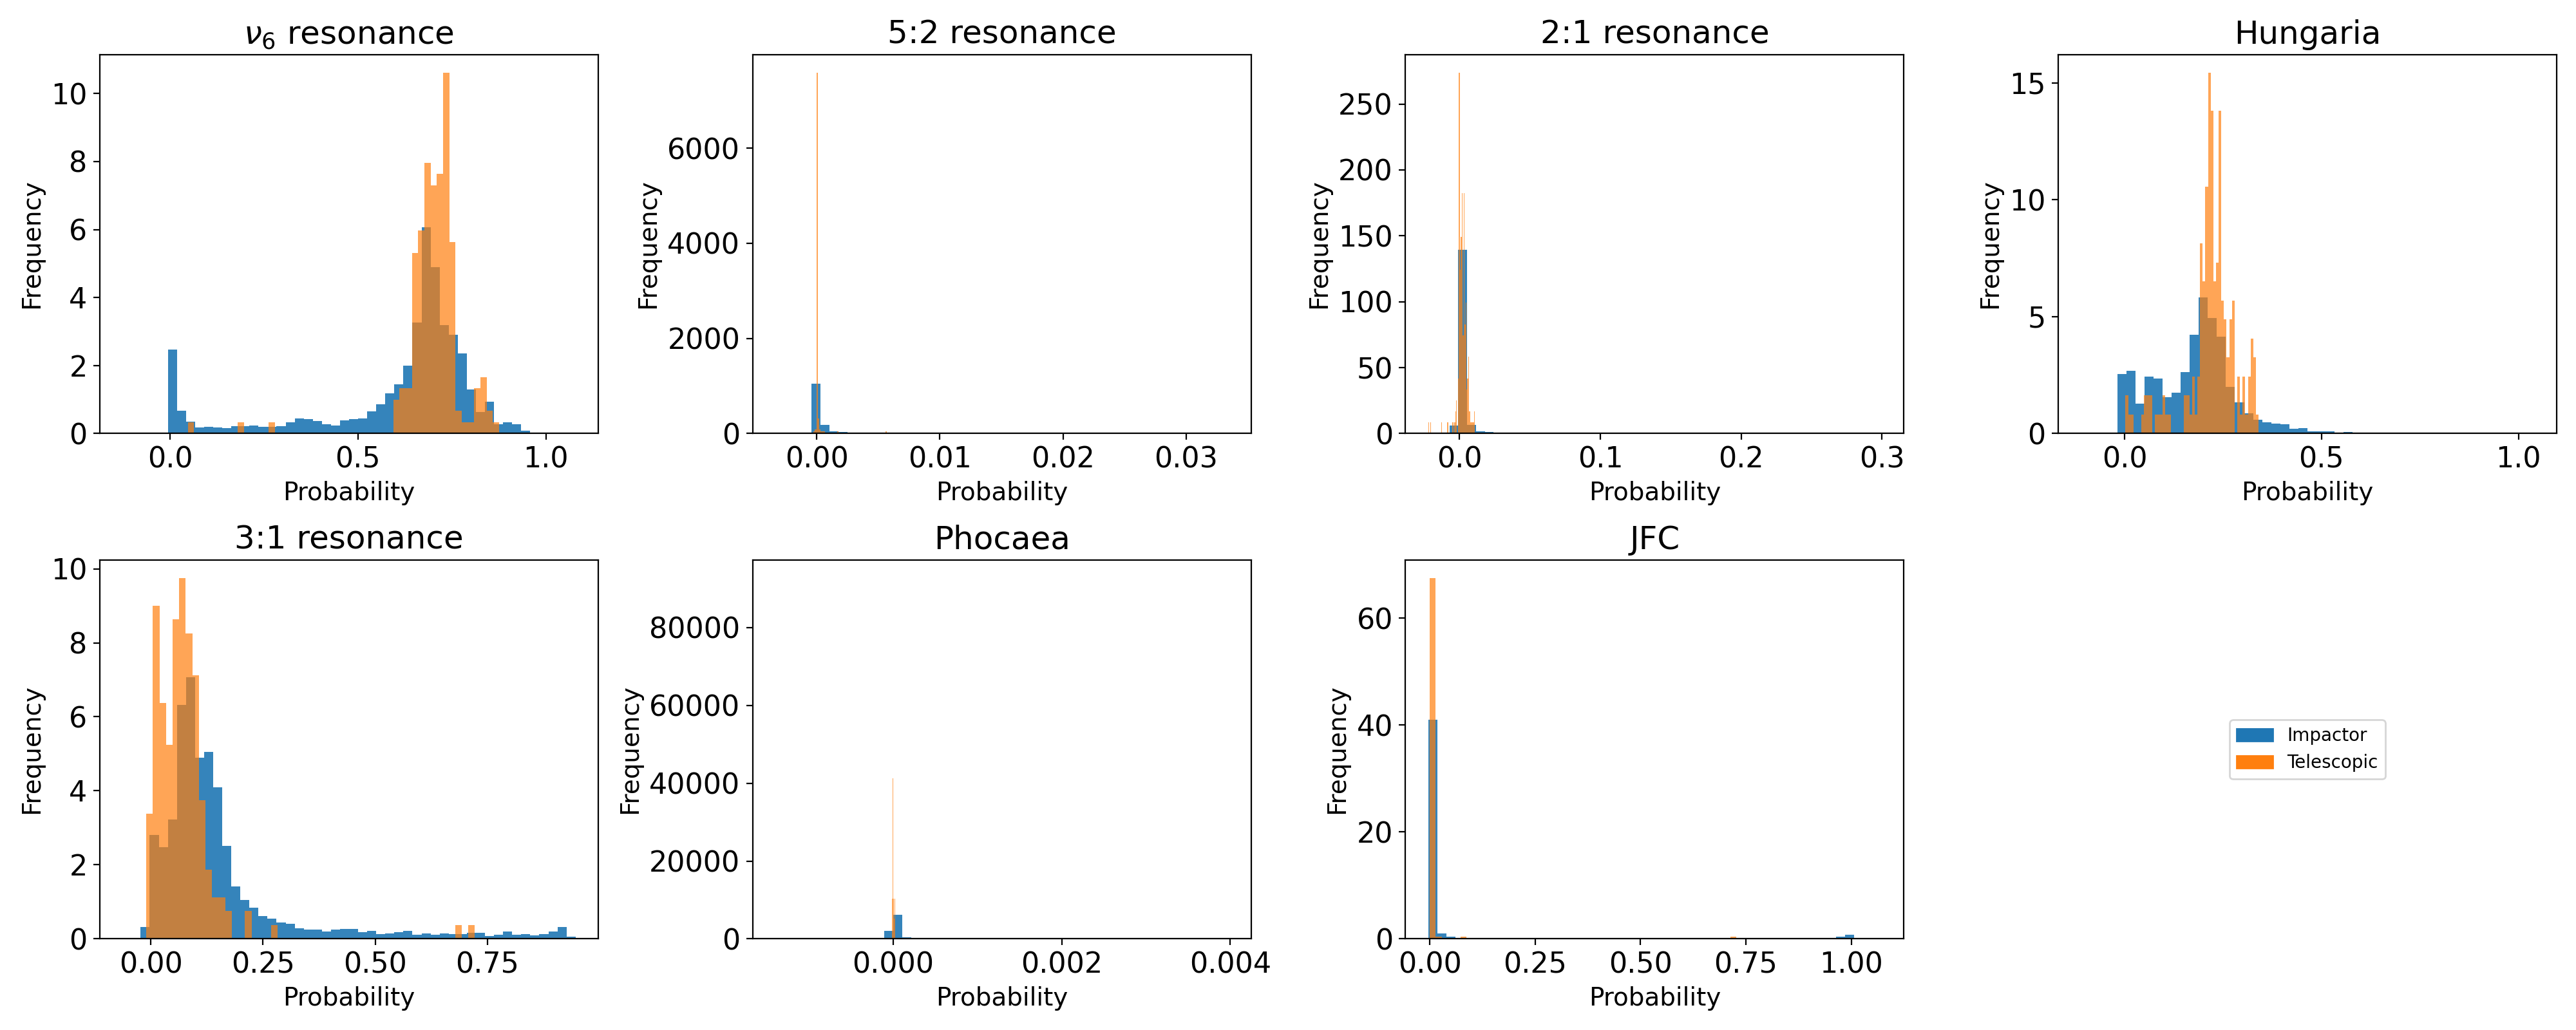 ν6 resonance
10
8
6
4
2
0
Frequency
0.0 0.5 1.0
Probability
5:2 resonance
6000
4000
2000
0
Frequency
0.00 0.01 0.02 0.03
Probability
2:1 resonance
250
200
150
100
50
0
Frequency
0.0 0.1 0.2 0.3
Probability
Hungaria
15
10
5
0
Frequency
0.0 0.5 1.0
Probability
3:1 resonance
10
8
6
4
2
0
Frequency
0.00 0.25 0.50 0.75
Probability
Phocaea
80000
60000
40000
20000
0
Frequency
0.000 0.002 0.004
Probability
JFC
60
40
20
0
Frequency
0.00 0.25 0.50 0.75 1.00
Probability
Impactor
Telescopic